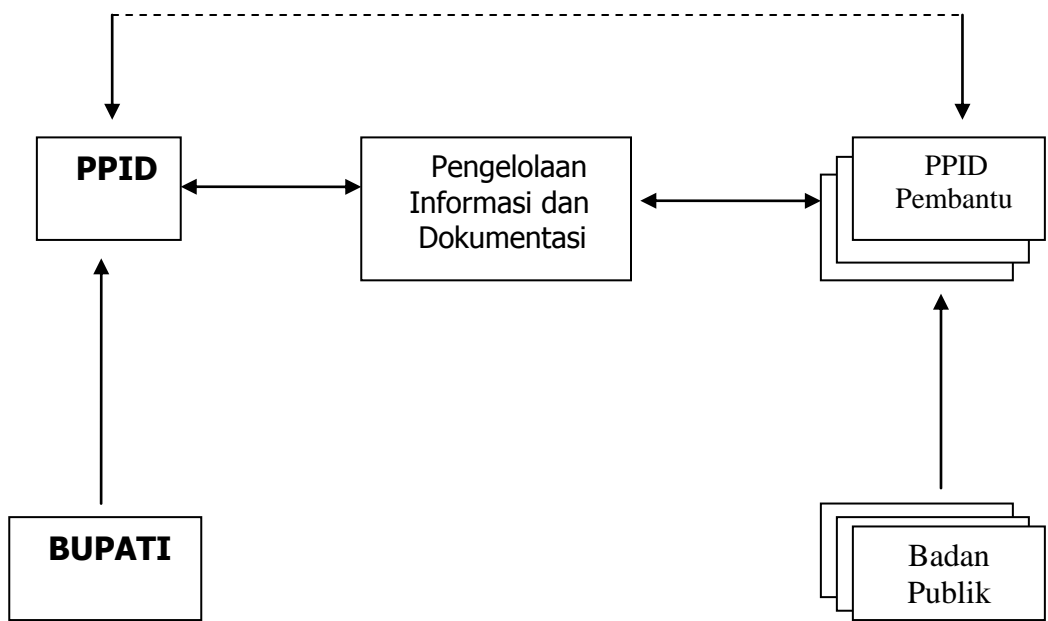 PPID
Pengelolaan
Informasi dan
Dokumentasi
PPID
Pembantu
BUPATI
Badan
Publik